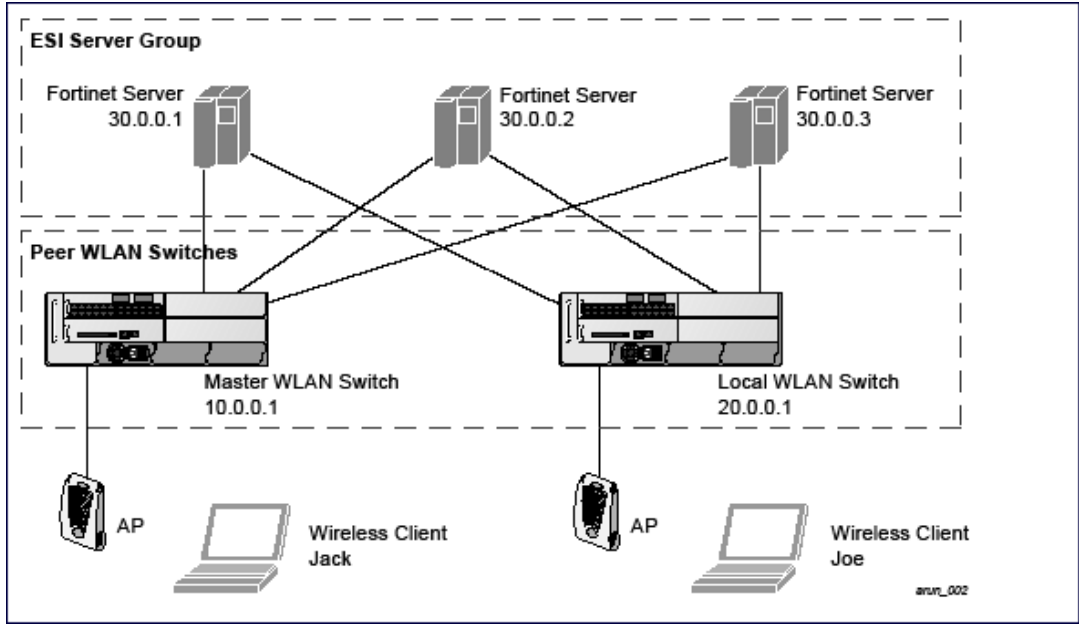 ESI Server Group
Fortinet Server
30.0.0.1
Fortinet Server
30.0.0.2
Fortinet Server
30.0.0.3
Peer WLAN Switches
Master WLAN Switch
10.0.0.1
Local WLAN Switch
20.0.0.1
AP
Wireless Client
Jack
AP
Wireless Client
Joe
arun_002